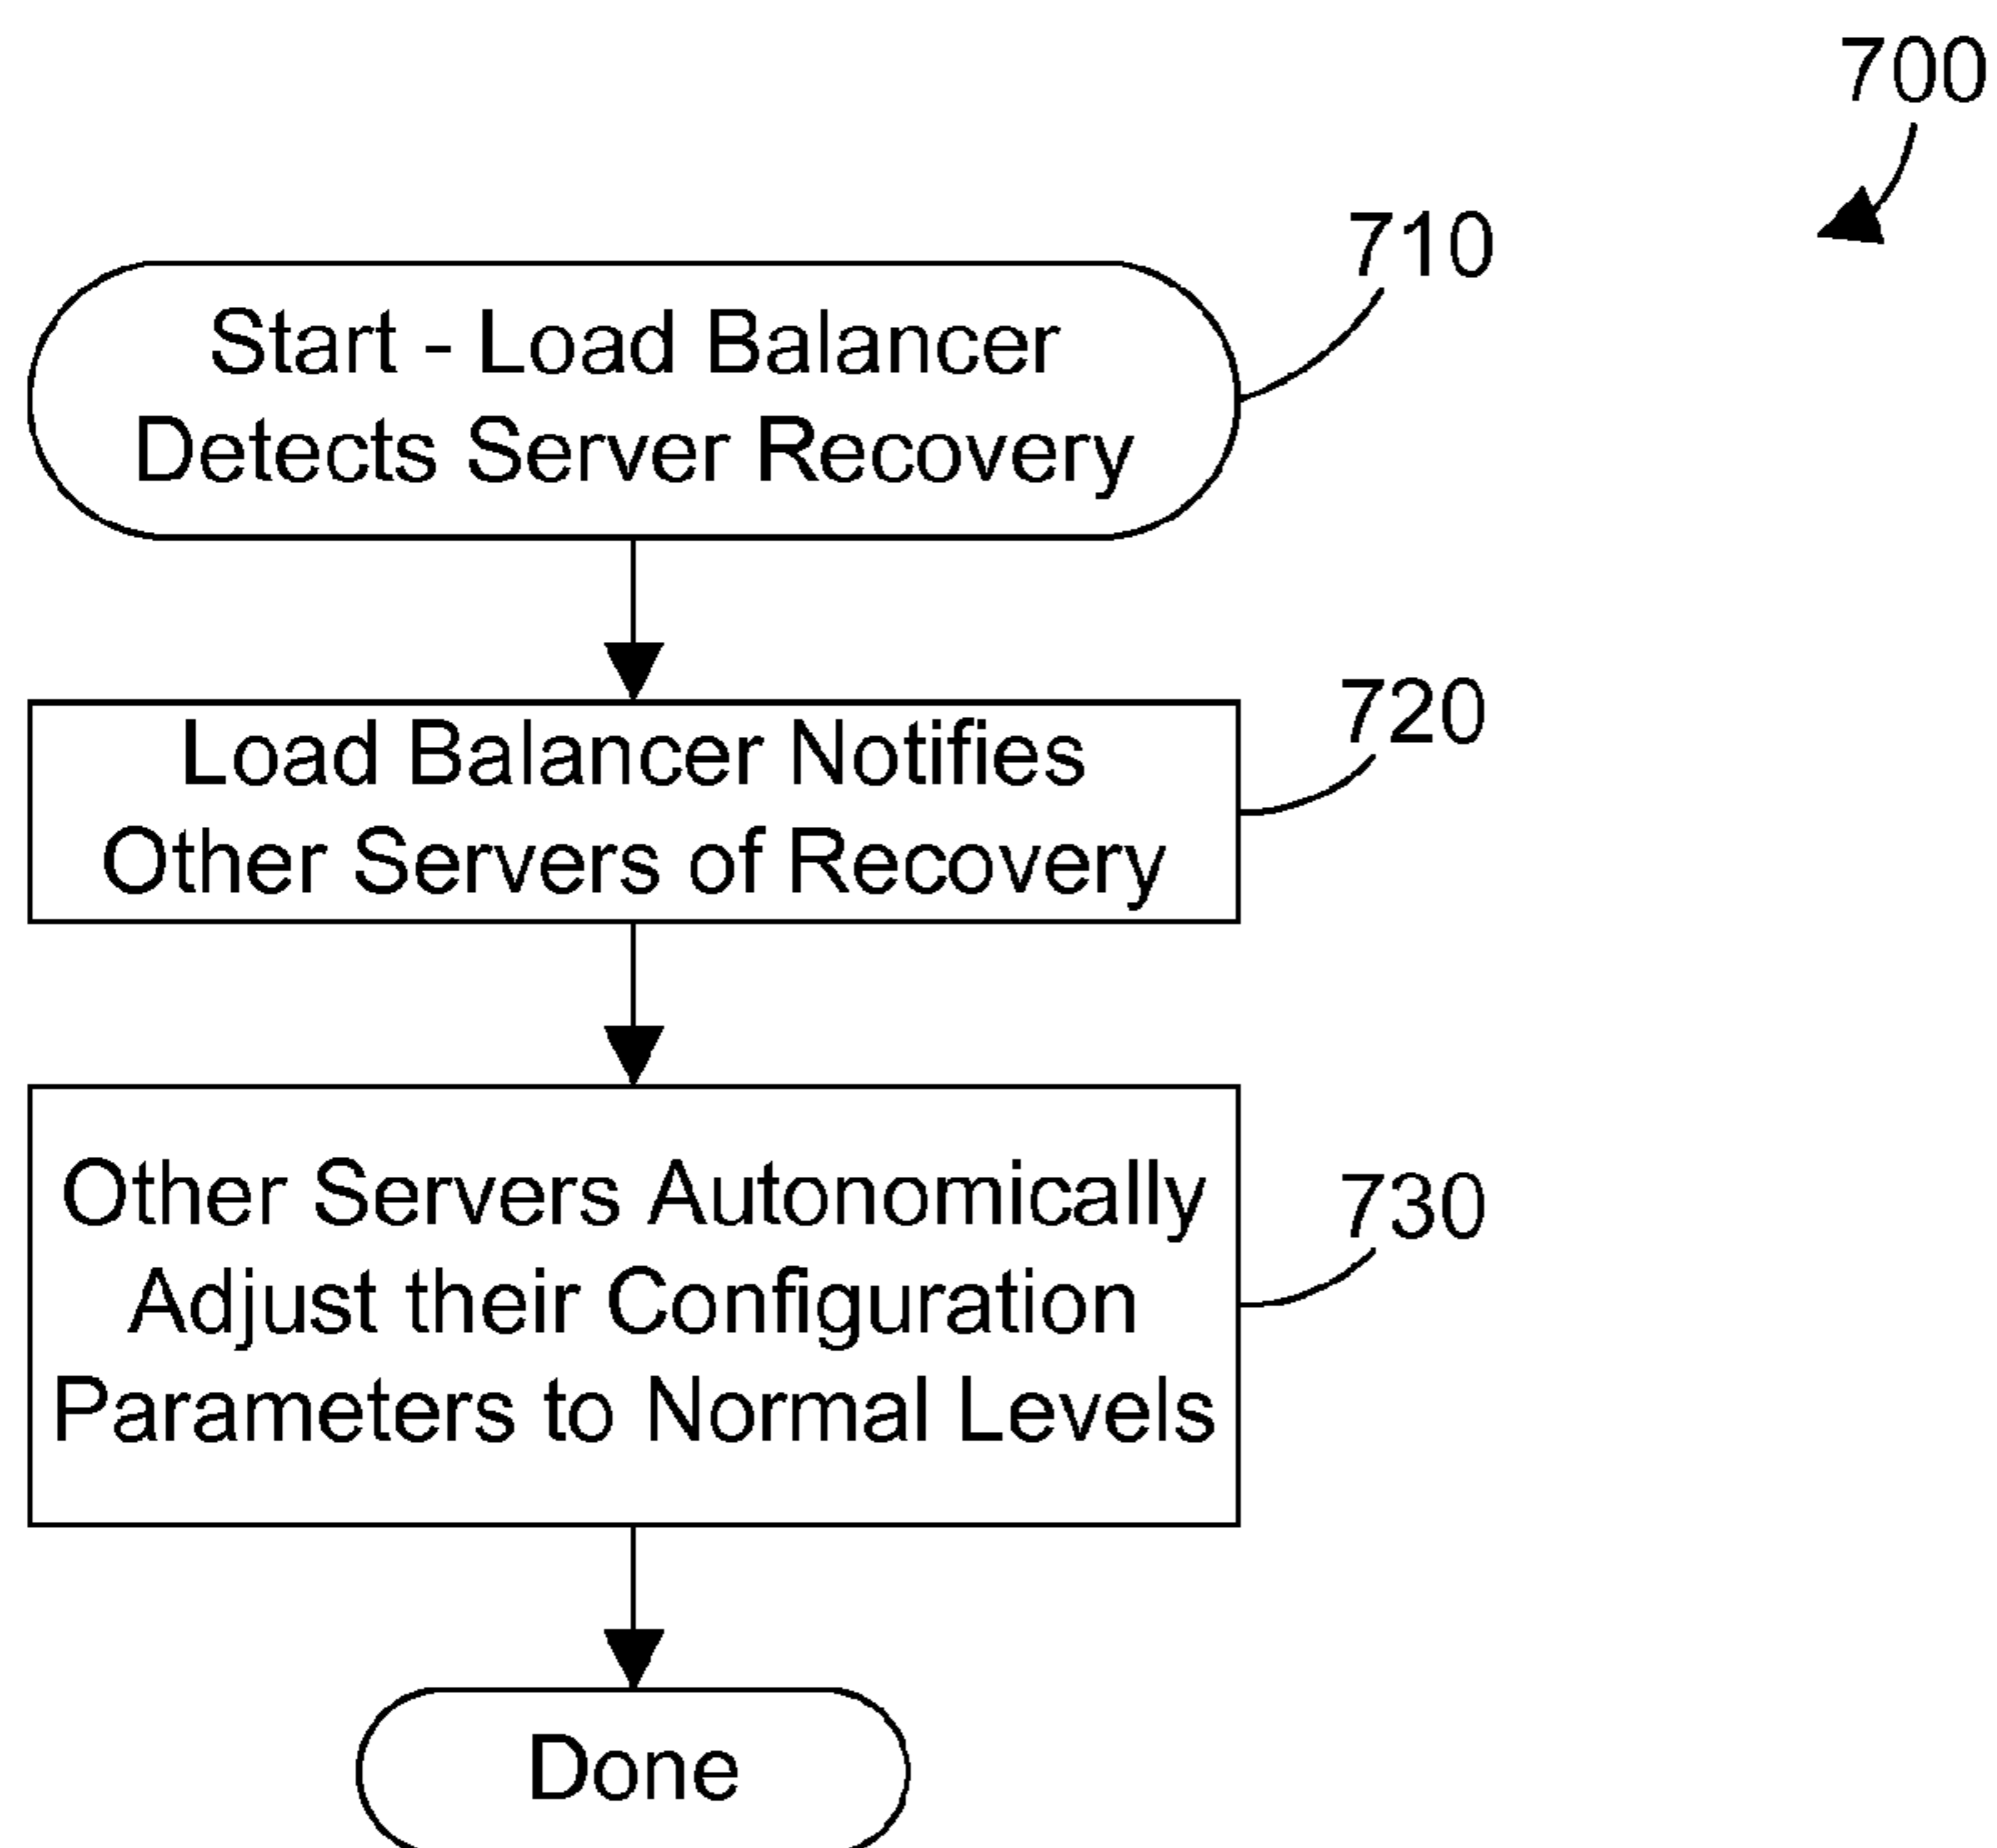 700
710
Start - Load Balancer
Detects Server Recovery
720
Load Balancer Notifies
Other Servers of Recovery
730
Other Servers Autonomically
Adjust their Configuration
Parameters to Normal Levels
Done